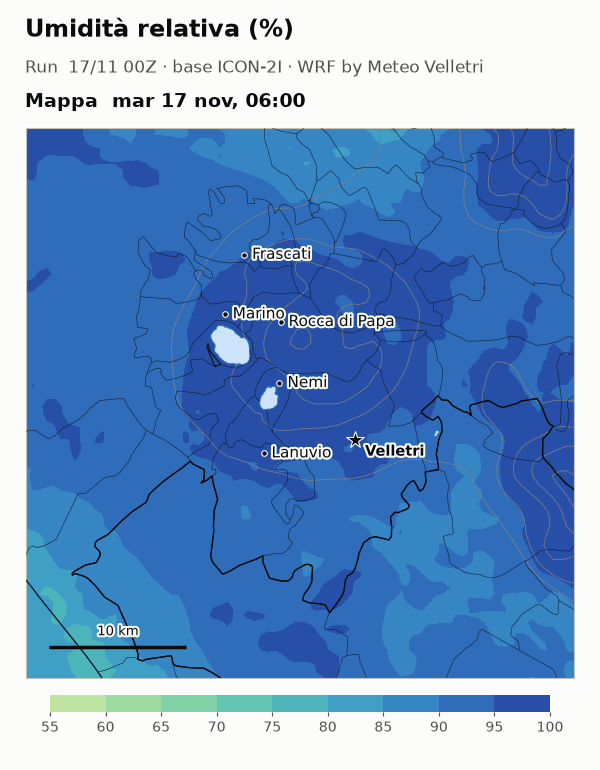 Umidità relativa (%)
Run  17/11 00Z · base ICON-2I · WRF by Meteo Velletri
Mappa  mar 17 nov, 06:00
Frascati
Marino
Rocca di Papa
Nemi
Velletri
Lanuvio
10 km
55 60 65 70 75 80 85 90 95 100